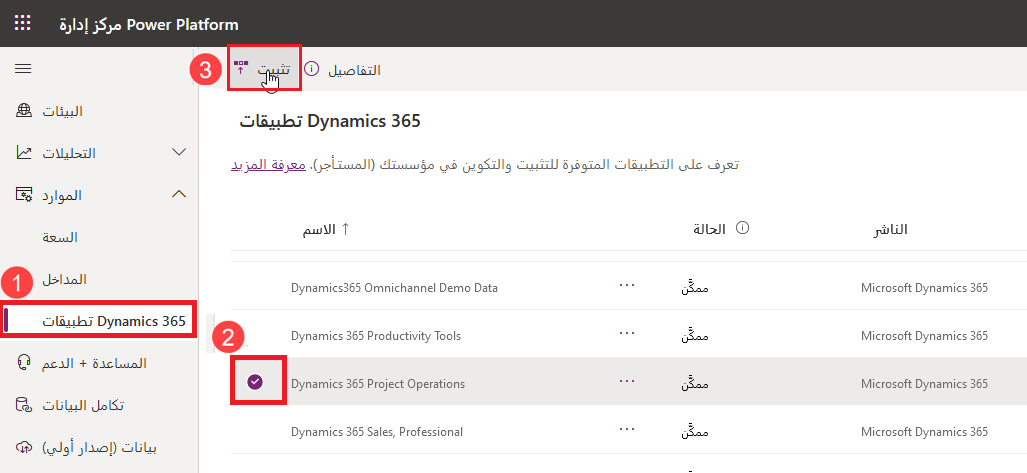 مركز إدارة Power Platform
3
تثبيت
التفاصيل
البيئات
التحليلات
الموارد
السعة
المداخل
1
تطبيقات Dynamics 365
المساعدة + الدعم
تكامل البيانات
بيانات (إصدار أولي)
تطبيقات Dynamics 365
تعرف على التطبيقات المتوفرة للتثبيت والتكوين في مؤسستك (المستأجر). معرفة المزيد
الاسم ↑ الحالة الناشر
Dynamics365 Omnichannel Demo Data ··· ممكَّن Microsoft Dynamics 365
2
Dynamics 365 Productivity Tools ··· ممكَّن Microsoft Dynamics 365
Dynamics 365 Project Operations ··· ممكَّن Microsoft Dynamics 365
Dynamics 365 Sales, Professional ··· ممكَّن Microsoft Dynamics 365